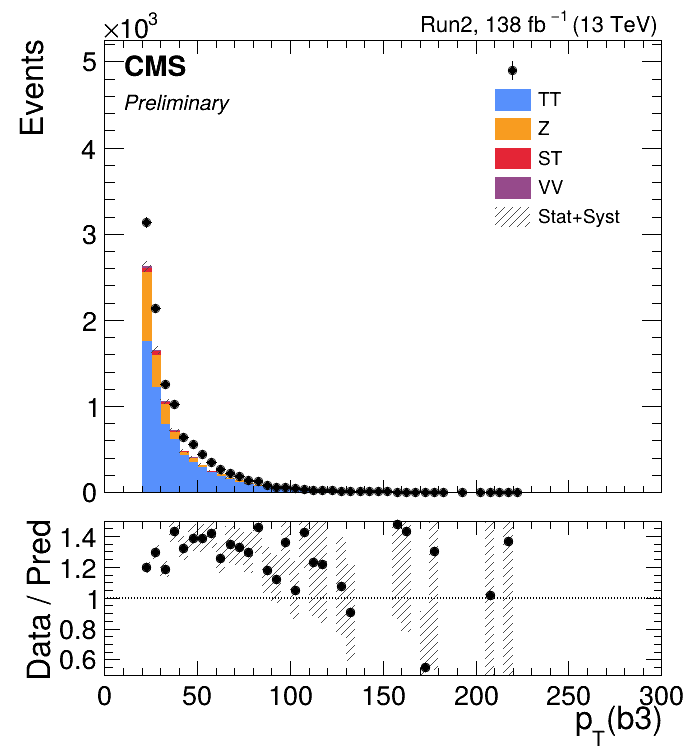 ×10³
Run2, 138 fb⁻¹ (13 TeV)
Events
5
4
3
2
1
0
CMS
Preliminary
TT
Z
ST
VV
Stat+Syst
Data / Pred
1.4
1.2
1
0.8
0.6
0
50
100
150
200
250
300
p_T(b3)